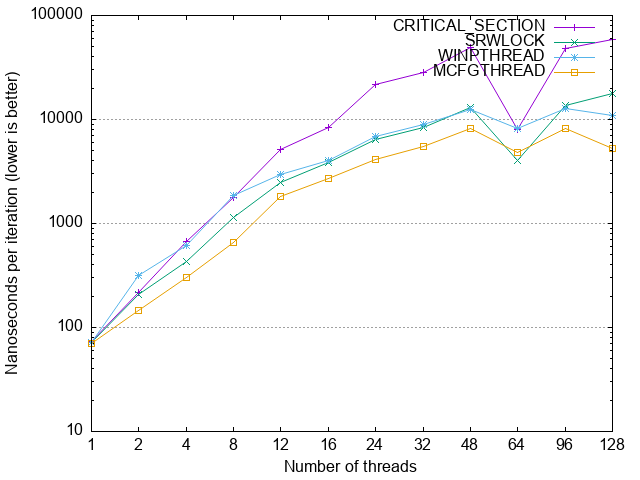 100000
10000
1000
100
10
Nanoseconds per iteration (lower is better)
CRITICAL_SECTION
SRWLOCK
WINPTHREAD
MCFGTHREAD
1 2 4 8 12 16 24 32 48 64 96 128
Number of threads